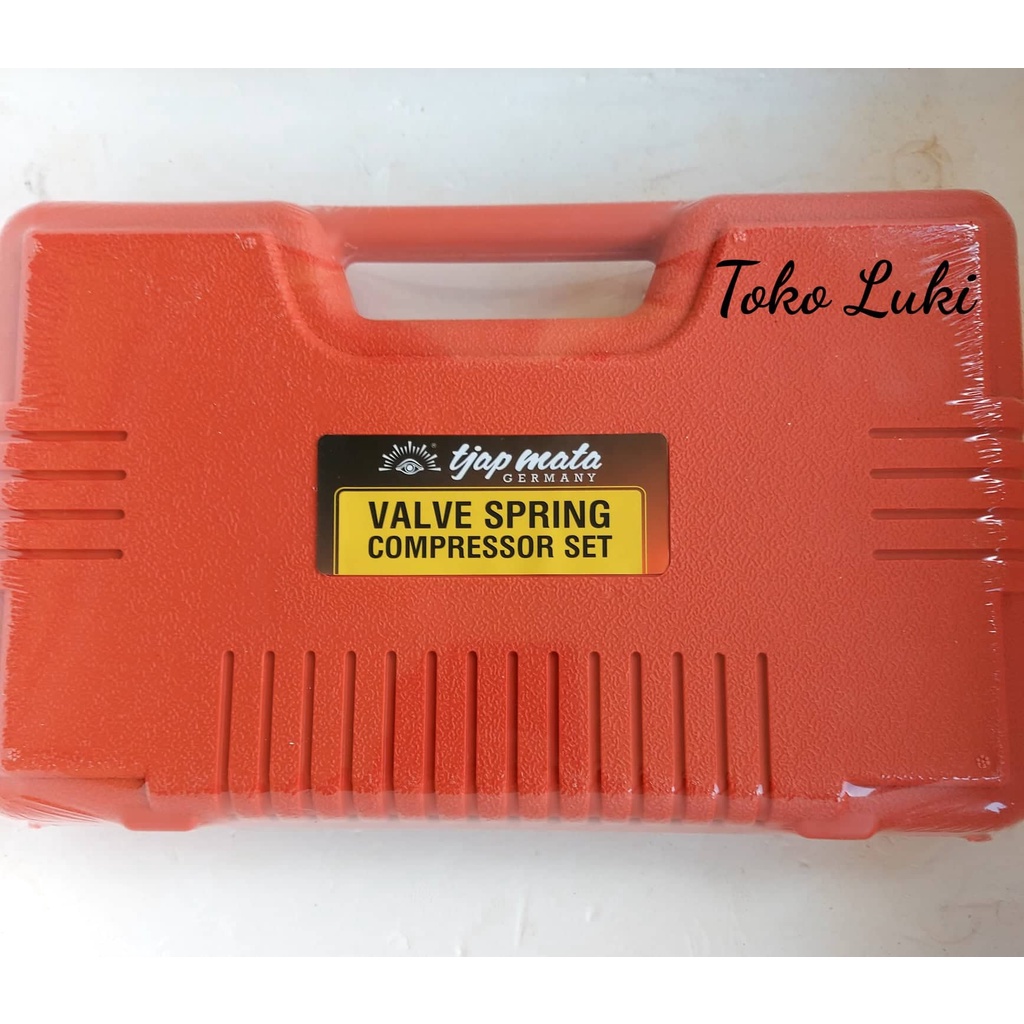 Toko Luki
tjap mata
GERMANY
VALVE SPRING
COMPRESSOR SET